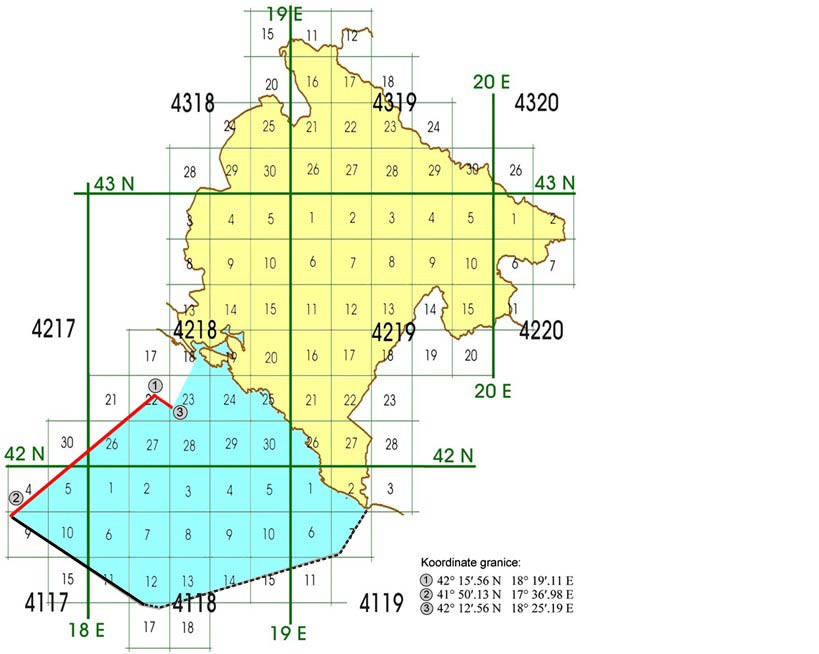 19 E
15 11 12
20 16 17 18
20 E
4318 4319 4320
24 25 21 22 23 24
28 29 30 26 27 28 29 30 26
43 N 43 N
3 4 5 1 2 3 4 5 1 2
8 9 10 6 7 8 9 10 6 7
13 14 15 11 12 13 14 15 11
4217 4218 4219 4220
17 18 19 20 16 17 18 19 20
1
20 E
21 22 23 24 25 21 22 23
3
30 26 27 28 29 30 26 27 28
42 N 42 N
2
4 5 1 2 3 4 5 1 2 3
9 10 6 7 8 9 10 6 7
15 11 12 13 14 15 11
4117 4118 4119
18 E 17 18 19 E
Koordinate granice:
1 42° 15'.56 N 18° 19'.11 E
2 41° 50'.13 N 17° 36'.98 E
3 42° 12'.56 N 18° 25'.19 E